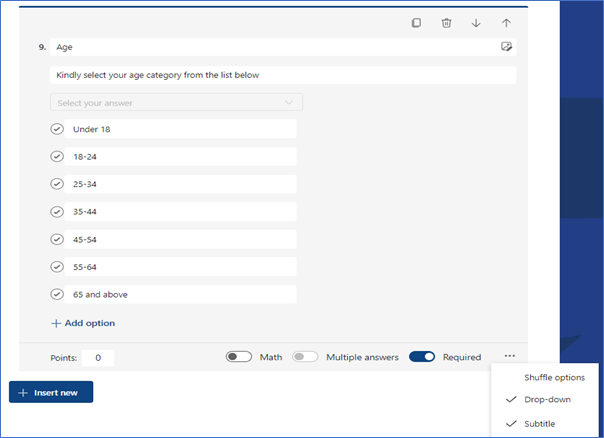 9. Age
Kindly select your age category from the list below
Select your answer
Under 18
18-24
25-34
35-44
45-54
55-64
65 and above
+ Add option
Points: 0 Math Multiple answers Required ...
Shuffle options
+ Insert new
Drop-down
Subtitle